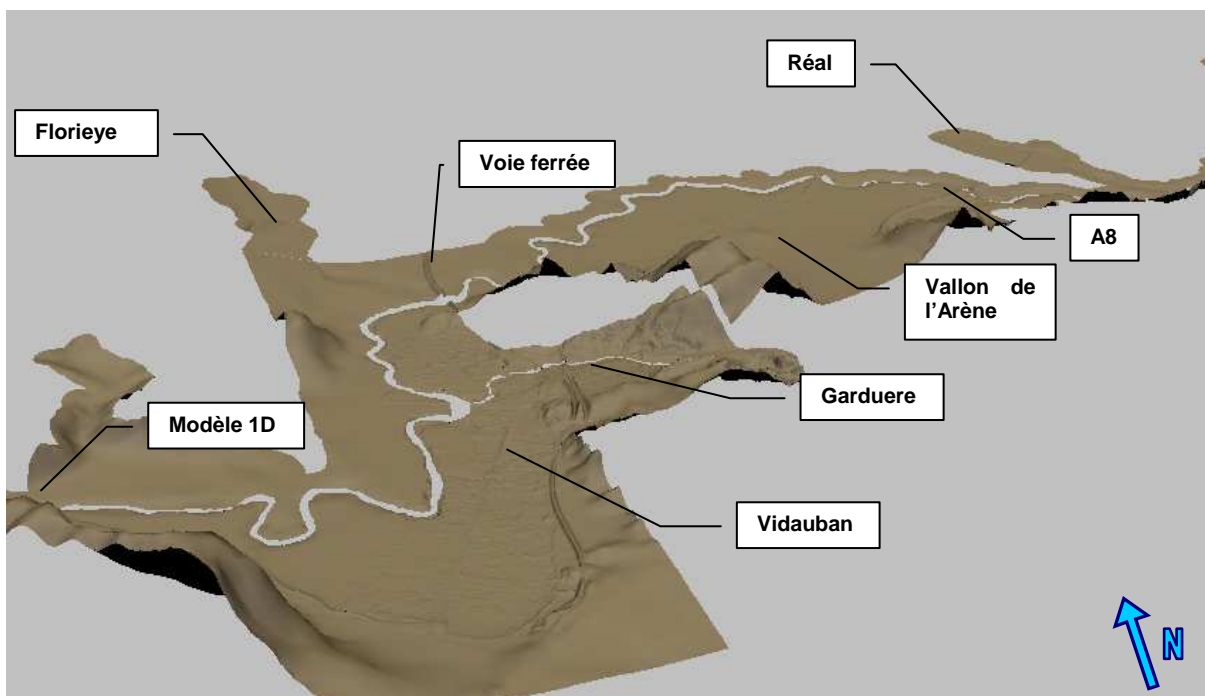 Réal
Florieye
Voie ferrée
A8
Vallon de
l'Arène
Garduere
Modèle 1D
Vidauban
N